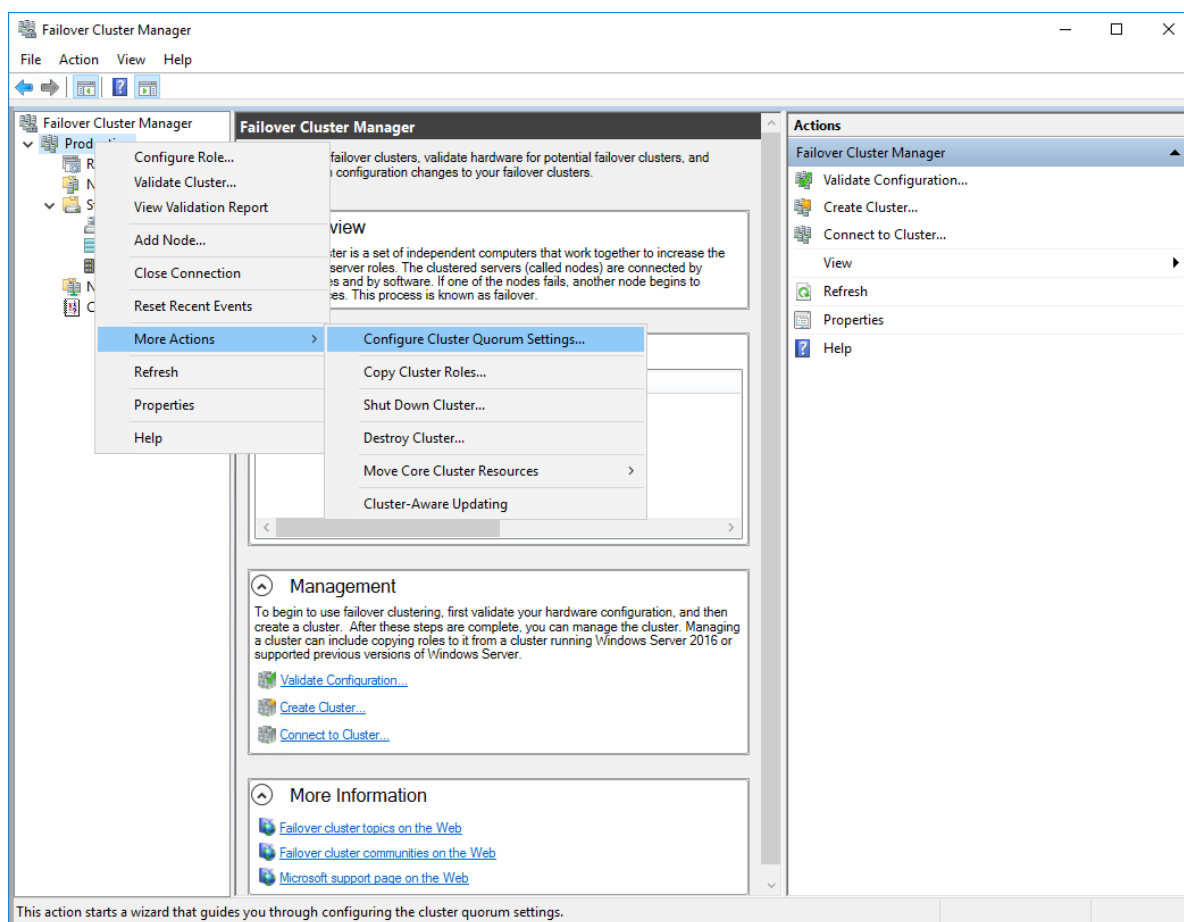 Failover Cluster Manager
File Action View Help
Failover Cluster Manager
Prod
R
N
S
N
C
Configure Role...
Validate Cluster...
View Validation Report
Add Node...
Close Connection
Reset Recent Events
More Actions
Refresh
Properties
Help
Configure Cluster Quorum Settings...
Copy Cluster Roles...
Shut Down Cluster...
Destroy Cluster...
Move Core Cluster Resources
Cluster-Aware Updating
Failover Cluster Manager
failover clusters, validate hardware for potential failover clusters, and
configuration changes to your failover clusters.
view
ter is a set of independent computers that work together to increase the
server roles. The clustered servers (called nodes) are connected by
s and by software. If one of the nodes fails, another node begins to
es. This process is known as failover.
Management
To begin to use failover clustering, first validate your hardware configuration, and then
create a cluster. After these steps are complete, you can manage the cluster. Managing
a cluster can include copying roles to it from a cluster running Windows Server 2016 or
supported previous versions of Windows Server.
Validate Configuration...
Create Cluster...
Connect to Cluster...
More Information
Failover cluster topics on the Web
Failover cluster communities on the Web
Microsoft support page on the Web
Actions
Failover Cluster Manager
Validate Configuration...
Create Cluster...
Connect to Cluster...
View
Refresh
Properties
Help
This action starts a wizard that guides you through configuring the cluster quorum settings.